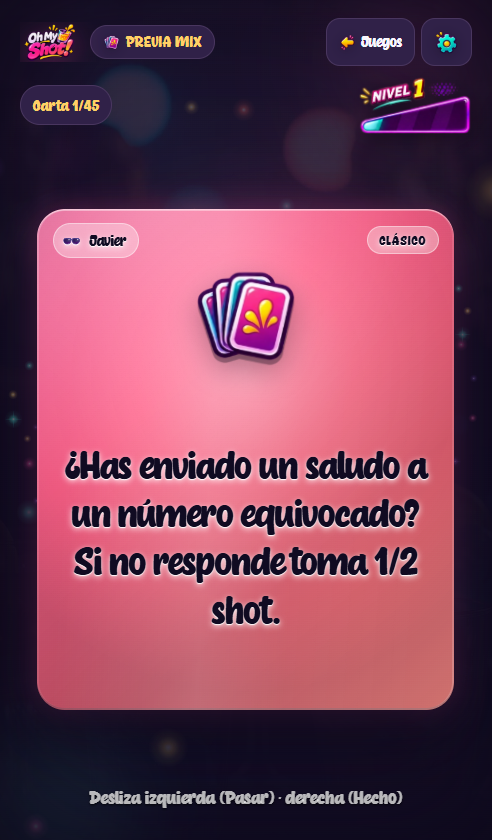 Oh My Shot!
PREVIA MIX
Juegos
Carta 1/45
NIVEL 1
Javier
CLÁSICO
¿Has enviado un saludo a
un número equivocado?
Si no responde toma 1/2
shot.
Desliza izquierda (Pasar) · derecha (Hecho)